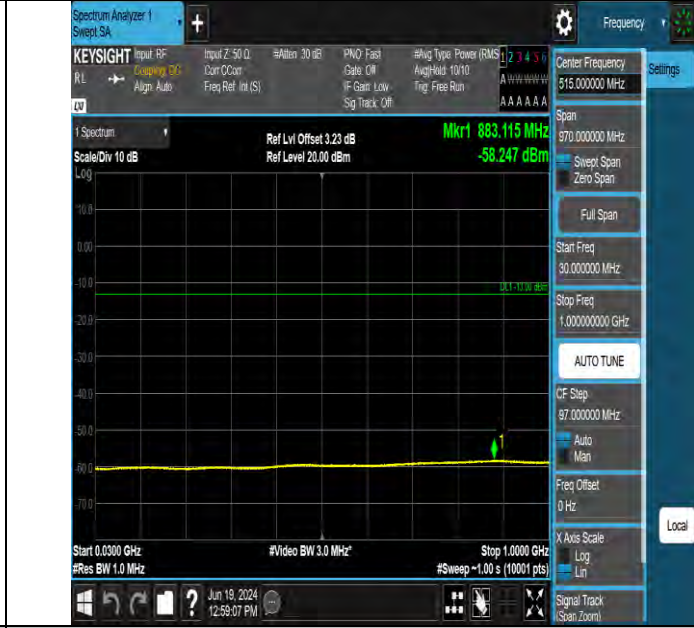 Spectrum Analyzer 1
Swept SA
+
Frequency
KEYSIGHT
RL
LXI
Input: RF
Coupling: DC
Align: Auto
Input Z: 50 Ω
Corr CCorr
Freq Ref: Int (S)
#Atten: 30 dB
PNO: Fast
Gate: Off
IF Gain: Low
Sig Track: Off
#Avg Type: Power (RMS
Avg|Hold: 10/10
Trig: Free Run
1 2 3 4 5 6
A W W W W W
A A A A A A
1 Spectrum
Scale/Div 10 dB
Log
Ref Lvl Offset 3.23 dB
Ref Level 20.00 dBm
Mkr1 883.115 MHz
-58.247 dBm
10.0
0.00
-10.0
DL1 -13.00 dBm
-20.0
-30.0
-40.0
-50.0
1
-60.0
-70.0
Start 0.0300 GHz
#Res BW 1.0 MHz
#Video BW 3.0 MHz*
Stop 1.0000 GHz
#Sweep ~1.00 s (10001 pts)
?
Jun 19, 2024
12:59:07 PM
Center Frequency
515.000000 MHz
Settings
Span
970.000000 MHz
Swept Span
Zero Span
Full Span
Start Freq
30.000000 MHz
Stop Freq
1.000000000 GHz
AUTO TUNE
CF Step
97.000000 MHz
Auto
Man
Freq Offset
0 Hz
X Axis Scale
Log
Lin
Local
Signal Track
(Span Zoom)